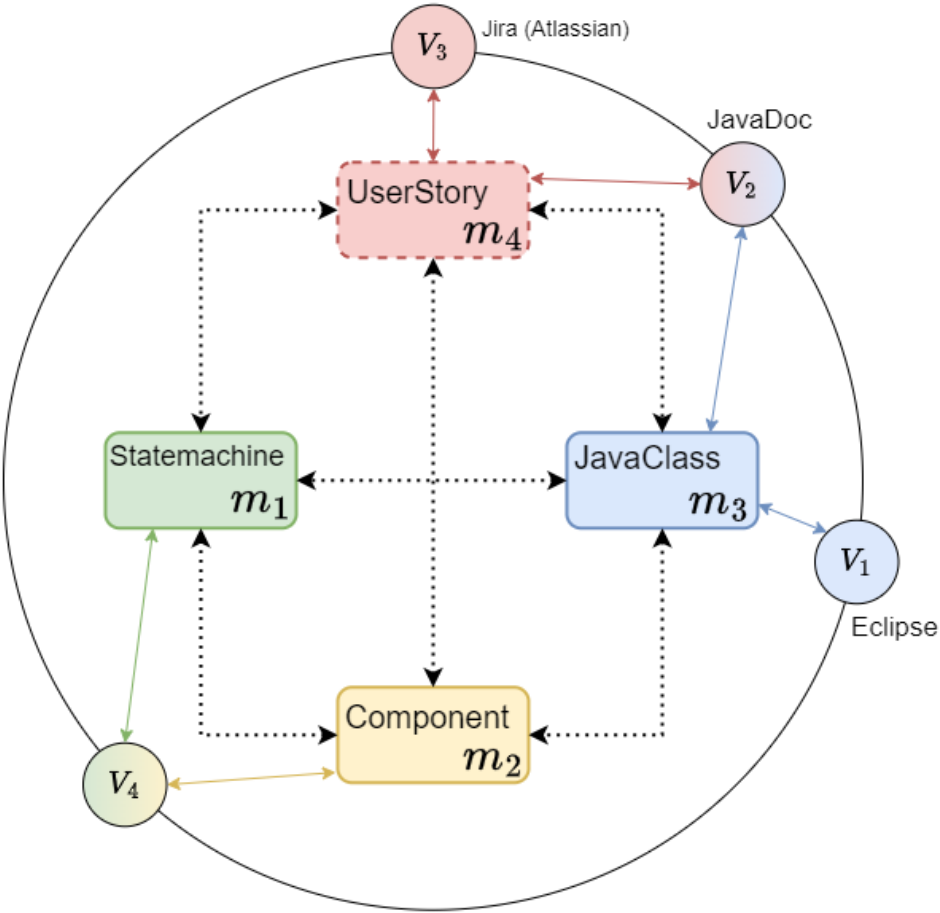 V₃ Jira (Atlassian)
JavaDoc
V₂
UserStory
m₄
Statemachine
m₁
JavaClass
m₃
V₁
Eclipse
Component
m₂
V₄